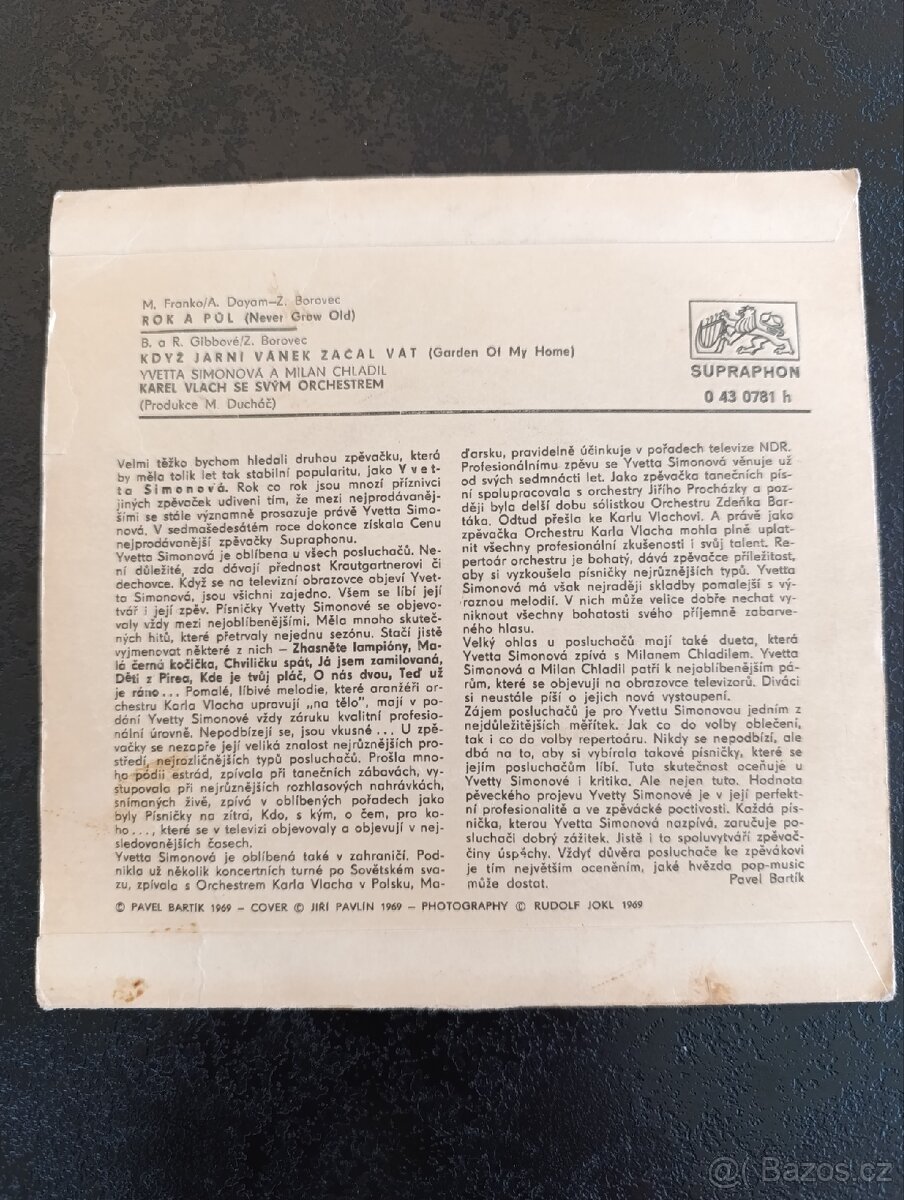 M. Franko/A. Dayam–Z. Borovec
ROK A PŮL (Never Grow Old)
B. a R. Gibbové/Z. Borovec
KDYŽ JARNÍ VÁNEK ZAČAL VÁT (Garden Of My Home)
YVETTA SIMONOVÁ A MILAN CHLADIL
KAREL VLACH SE SVÝM ORCHESTREM
(Produkce M. Ducháč)
SUPRAPHON
0 43 0781 h
Velmi těžko bychom hledali druhou zpěvačku, která
by měla tolik let tak stabilní popularitu, jako Yvet-
ta Simonová. Rok co rok jsou mnozí příznivci
jiných zpěvaček udiveni tím, že mezi nejprodávaněj-
šími se stále významně prosazuje právě Yvetta Simo-
nová. V sedmašedesátém roce dokonce získala Cenu
nejprodávanější zpěvačky Supraphonu.
Yvetta Simonová je oblíbena u všech posluchačů. Ne-
ní důležité, zda dávají přednost Krautgartnerovi či
dechovce. Když se na televizní obrazovce objeví Yvet-
ta Simonová, jsou všichni zajedno. Všem se líbí její
tvář i její zpěv. Písničky Yvetty Simonové se objevo-
valy vždy mezi nejoblíbenějšími. Měla mnoho skuteč-
ných hitů, které přetrvaly nejednu sezónu. Stačí jistě
vyjmenovat některé z nich – Zhasněte lampióny, Ma-
lá černá kočička, Chviličku spát, Já jsem zamilovaná,
Děti z Pirea, Kde je tvůj pláč, O nás dvou, Teď už
je ráno... Pomalé, líbivé melodie, které aranžéři or-
chestru Karla Vlacha upravují „na tělo", mají v po-
dání Yvetty Simonové vždy záruku kvalitní profesio-
nální úrovně. Nepodbízejí se, jsou vkusné... U zpě-
vačky se nezapře její veliká znalost nejrůznějších pro-
středí, nejrozličnějších typů posluchačů. Prošla mno-
ho pódií estrád, zpívala při tanečních zábavách, vy-
stupovala při nejrůznějších rozhlasových nahrávkách,
snímaných živě, zpívá v oblíbených pořadech jako
byly Písničky na zítra, Kdo, s kým, o čem, pro ko-
ho..., které se v televizi objevovaly a objevují v nej-
sledovanějších časech.
Yvetta Simonová je oblíbená také v zahraničí. Pod-
nikla už několik koncertních turné po Sovětském sva-
zu, zpívala s Orchestrem Karla Vlacha v Polsku, Ma-
ďarsku, pravidelně účinkuje v pořadech televize NDR.
Profesionálnímu zpěvu se Yvetta Simonová věnuje už
od svých sedmnácti let. Jako zpěvačka tanečních pís-
ní spolupracovala s orchestry Jiřího Procházky a poz-
ději byla delší dobu sólistkou Orchestru Zdeňka Bar-
táka. Odtud přešla ke Karlu Vlachovi. A právě jako
zpěvačka Orchestru Karla Vlacha mohla plně uplat-
nit všechny profesionální zkušenosti i svůj talent. Re-
pertoár orchestru je bohatý, dává zpěvačce příležitost,
aby si vyzkoušela písničky nejrůznějších typů. Yvetta
Simonová má však nejraději skladby pomalejší s vý-
raznou melodií. V nich může velice dobře nechat vy-
niknout všechny bohatosti svého příjemně zabarve-
ného hlasu.
Velký ohlas u posluchačů mají také dueta, která
Yvetta Simonová zpívá s Milanem Chladilem. Yvetta
Simonová a Milan Chladil patří k nejoblíbenějším pá-
rům, které se objevují na obrazovce televizorů. Diváci
si neustále píší o jejich nová vystoupení.
Zájem posluchačů je pro Yvettu Simonovou jedním z
nejdůležitějších měřítek. Jak co do volby oblečení,
tak i co do volby repertoáru. Nikdy se nepodbízí, ale
dbá na to, aby si vybírala takové písničky, které se
jejím posluchačům líbí. Tuto skutečnost oceňuje u
Yvetty Simonové i kritika. Ale nejen tuto. Hodnota
pěveckého projevu Yvetty Simonové je v její perfekt-
ní profesionalitě a ve zpěvácké poctivosti. Každá pís-
nička, kterou Yvetta Simonová nazpívá, zaručuje po-
sluchači dobrý zážitek. Jistě i to spoluvytváří zpěvač-
činy úspěchy. Vždyť důvěra posluchače ke zpěvákovi
je tím největším oceněním, jaké hvězda pop-music
může dostat.
Pavel Bartík
© PAVEL BARTÍK 1969 – COVER © JIŘÍ PAVLÍN 1969 – PHOTOGRAPHY © RUDOLF JOKL 1969
@ Bazos.cz